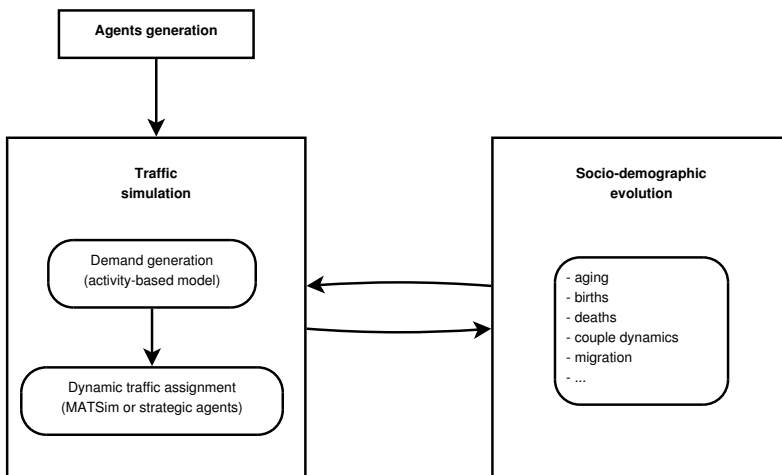 Agents generation
Traffic
simulation
Demand generation
(activity-based model)
Dynamic traffic assignment
(MATSim or strategic agents)
Socio-demographic
evolution
- aging
- births
- deaths
- couple dynamics
- migration
- ...